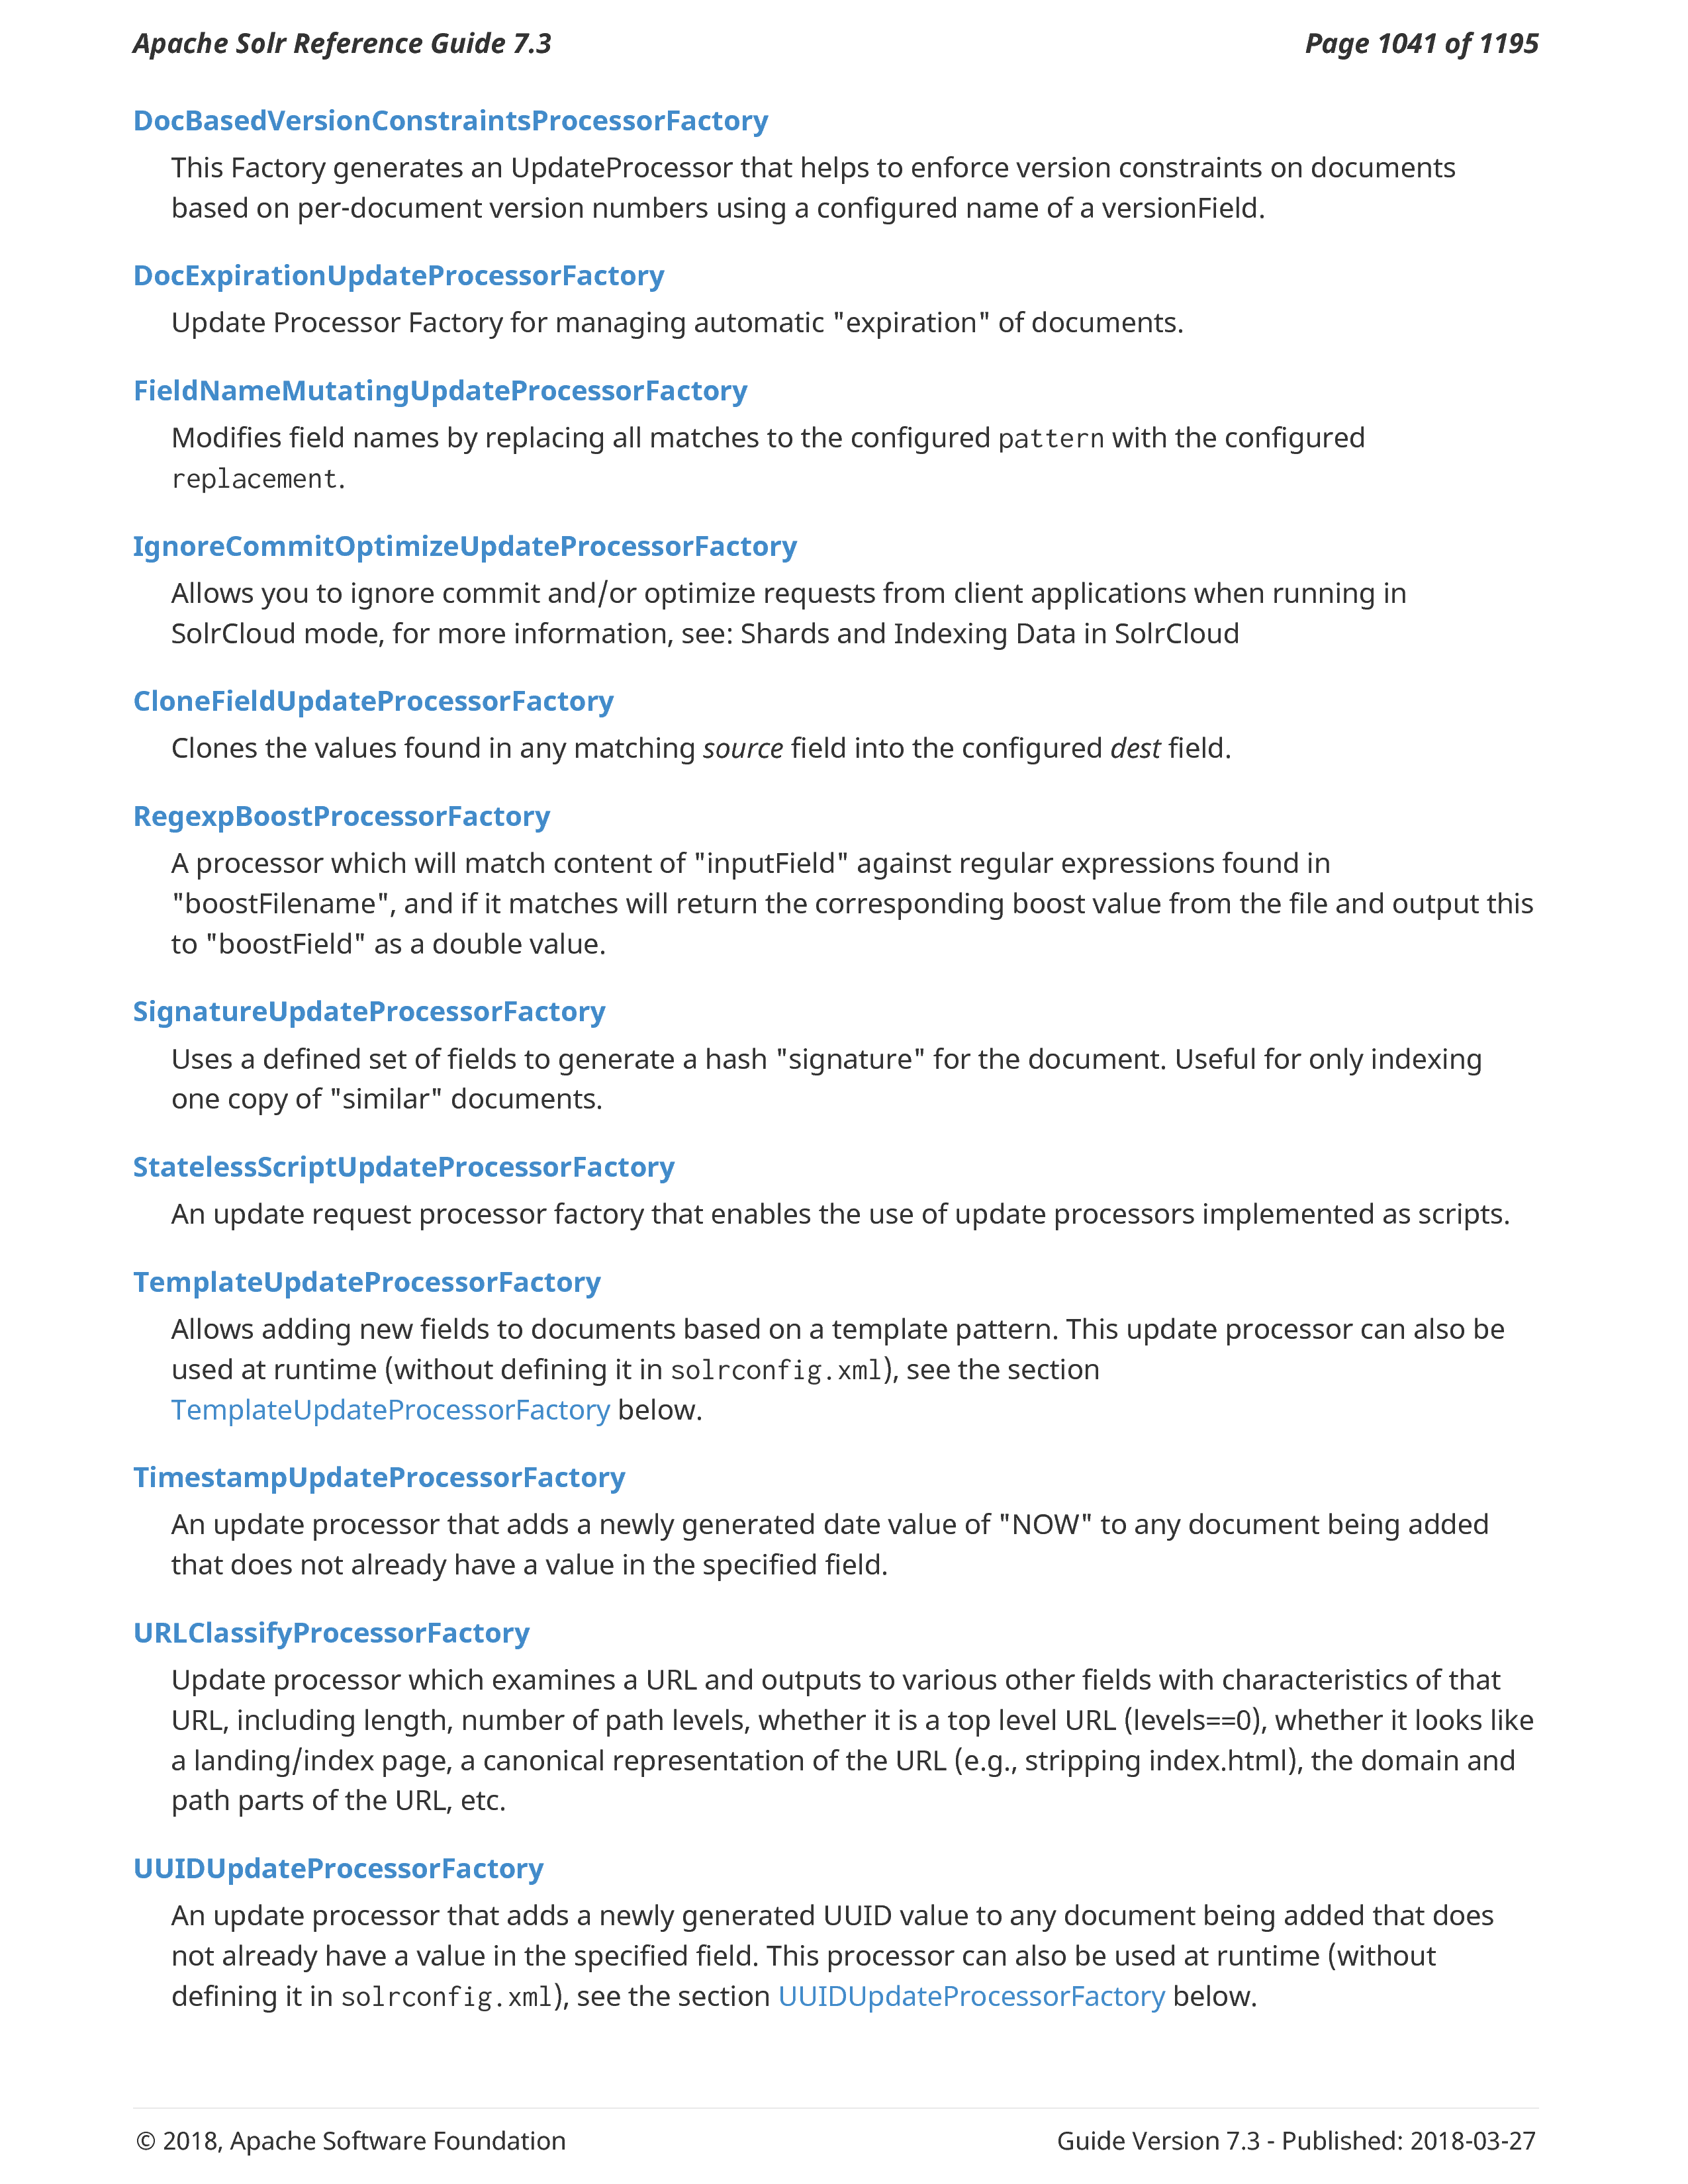 Apache Solr Reference Guide 7.3
Page 1041 of 1195
DocBasedVersionConstraintsProcessorFactory
This Factory generates an UpdateProcessor that helps to enforce version constraints on documents
based on per-document version numbers using a configured name of a versionField.
DocExpirationUpdateProcessorFactory
Update Processor Factory for managing automatic "expiration" of documents.
FieldNameMutatingUpdateProcessorFactory
Modifies field names by replacing all matches to the configured pattern with the configured
replacement.
IgnoreCommitOptimizeUpdateProcessorFactory
Allows you to ignore commit and/or optimize requests from client applications when running in
SolrCloud mode, for more information, see: Shards and Indexing Data in SolrCloud
CloneFieldUpdateProcessorFactory
Clones the values found in any matching source field into the configured dest field.
RegexpBoostProcessorFactory
A processor which will match content of "inputField" against regular expressions found in
"boostFilename", and if it matches will return the corresponding boost value from the file and output this
to "boostField" as a double value.
SignatureUpdateProcessorFactory
Uses a defined set of fields to generate a hash "signature" for the document. Useful for only indexing
one copy of "similar" documents.
StatelessScriptUpdateProcessorFactory
An update request processor factory that enables the use of update processors implemented as scripts.
TemplateUpdateProcessorFactory
Allows adding new fields to documents based on a template pattern. This update processor can also be
used at runtime (without defining it in solrconfig.xml), see the section
TemplateUpdateProcessorFactory below.
TimestampUpdateProcessorFactory
An update processor that adds a newly generated date value of "NOW" to any document being added
that does not already have a value in the specified field.
URLClassifyProcessorFactory
Update processor which examines a URL and outputs to various other fields with characteristics of that
URL, including length, number of path levels, whether it is a top level URL (levels==0), whether it looks like
a landing/index page, a canonical representation of the URL (e.g., stripping index.html), the domain and
path parts of the URL, etc.
UUIDUpdateProcessorFactory
An update processor that adds a newly generated UUID value to any document being added that does
not already have a value in the specified field. This processor can also be used at runtime (without
defining it in solrconfig.xml), see the section UUIDUpdateProcessorFactory below.
© 2018, Apache Software Foundation
Guide Version 7.3 - Published: 2018-03-27